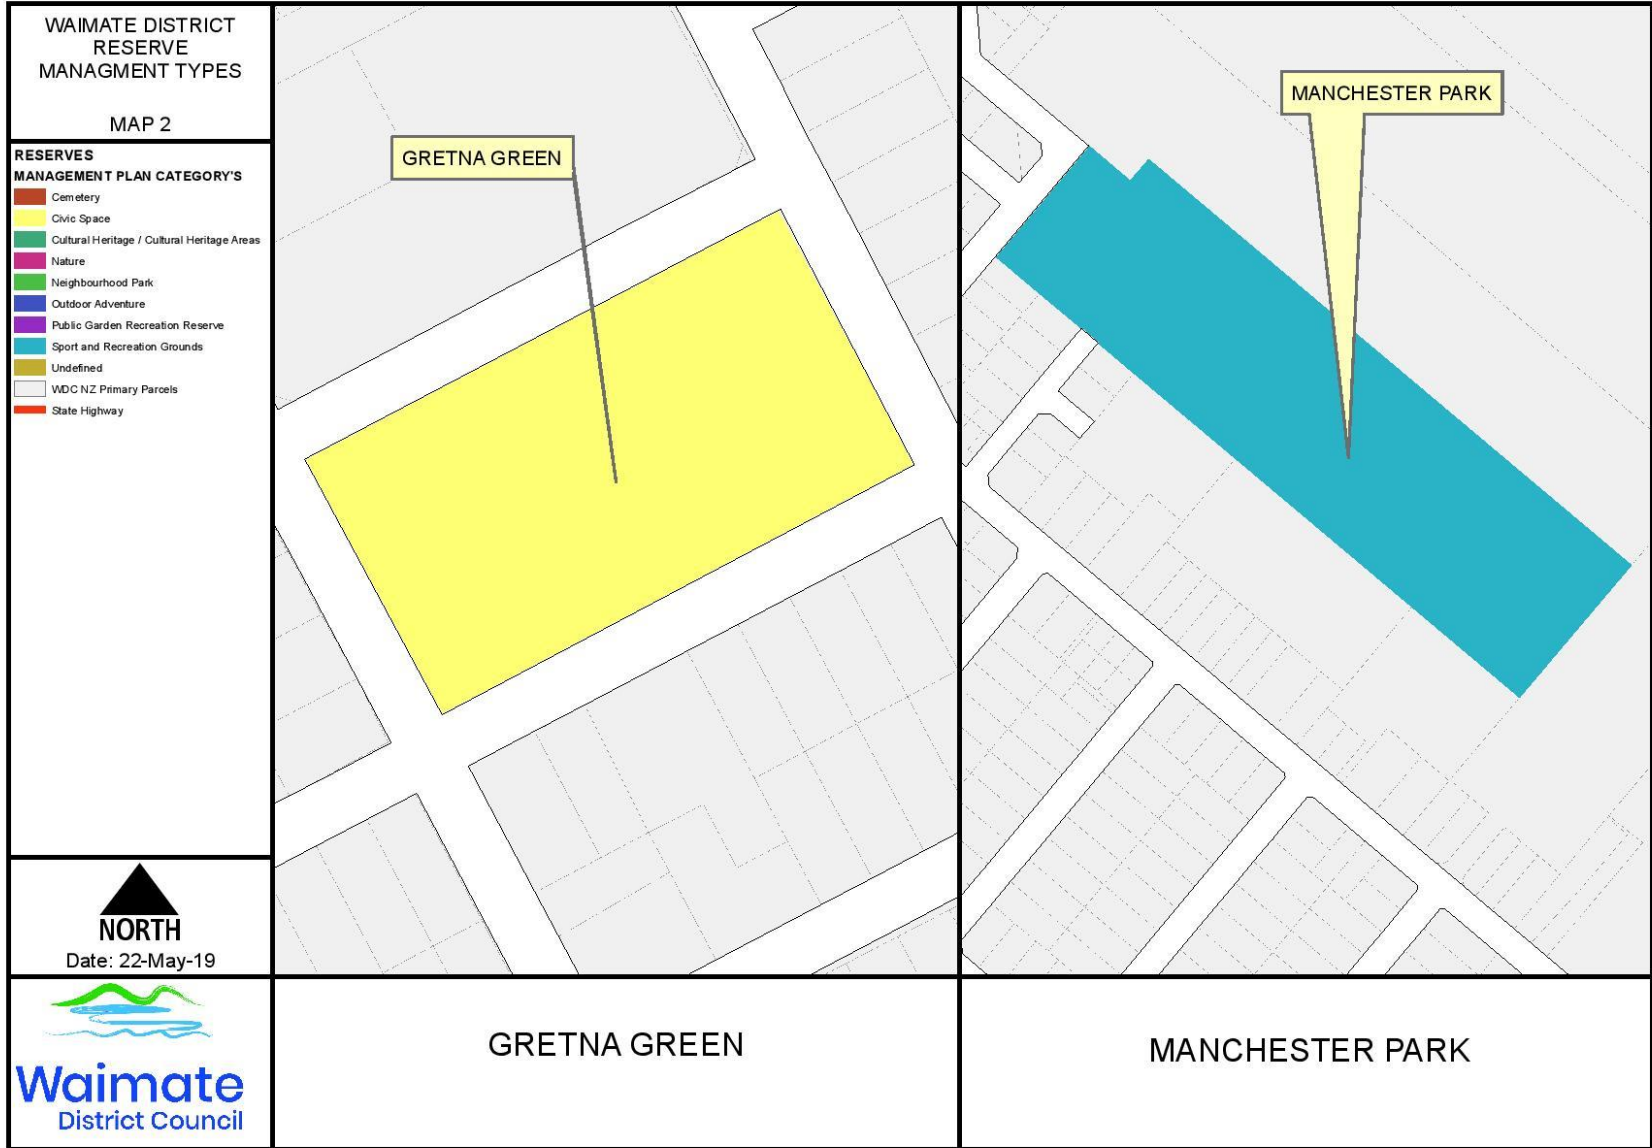 WAIMATE DISTRICT
RESERVE
MANAGMENT TYPES
MAP 2
RESERVES
MANAGEMENT PLAN CATEGORY'S
Cemetery
Civic Space
Cultural Heritage / Cultural Heritage Areas
Nature
Neighbourhood Park
Outdoor Adventure
Public Garden Recreation Reserve
Sport and Recreation Grounds
Undefined
WDC NZ Primary Parcels
State Highway
NORTH
Date: 22-May-19
Waimate
District Council
GRETNA GREEN
MANCHESTER PARK
GRETNA GREEN
MANCHESTER PARK